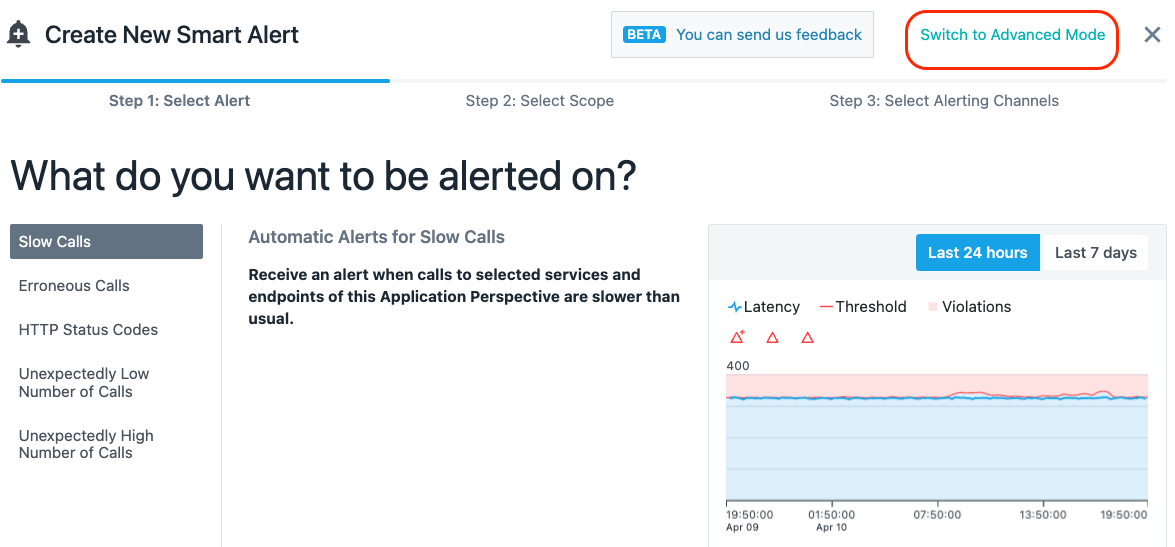 Create New Smart Alert
BETA You can send us feedback
Switch to Advanced Mode
Step 1: Select Alert
Step 2: Select Scope
Step 3: Select Alerting Channels
What do you want to be alerted on?
Slow Calls
Erroneous Calls
HTTP Status Codes
Unexpectedly Low
Number of Calls
Unexpectedly High
Number of Calls
Automatic Alerts for Slow Calls
Receive an alert when calls to selected services and
endpoints of this Application Perspective are slower than
usual.
Last 24 hours
Last 7 days
Latency
Threshold
Violations
400
19:50:00
Apr 09
01:50:00
Apr 10
07:50:00
13:50:00
19:50:00